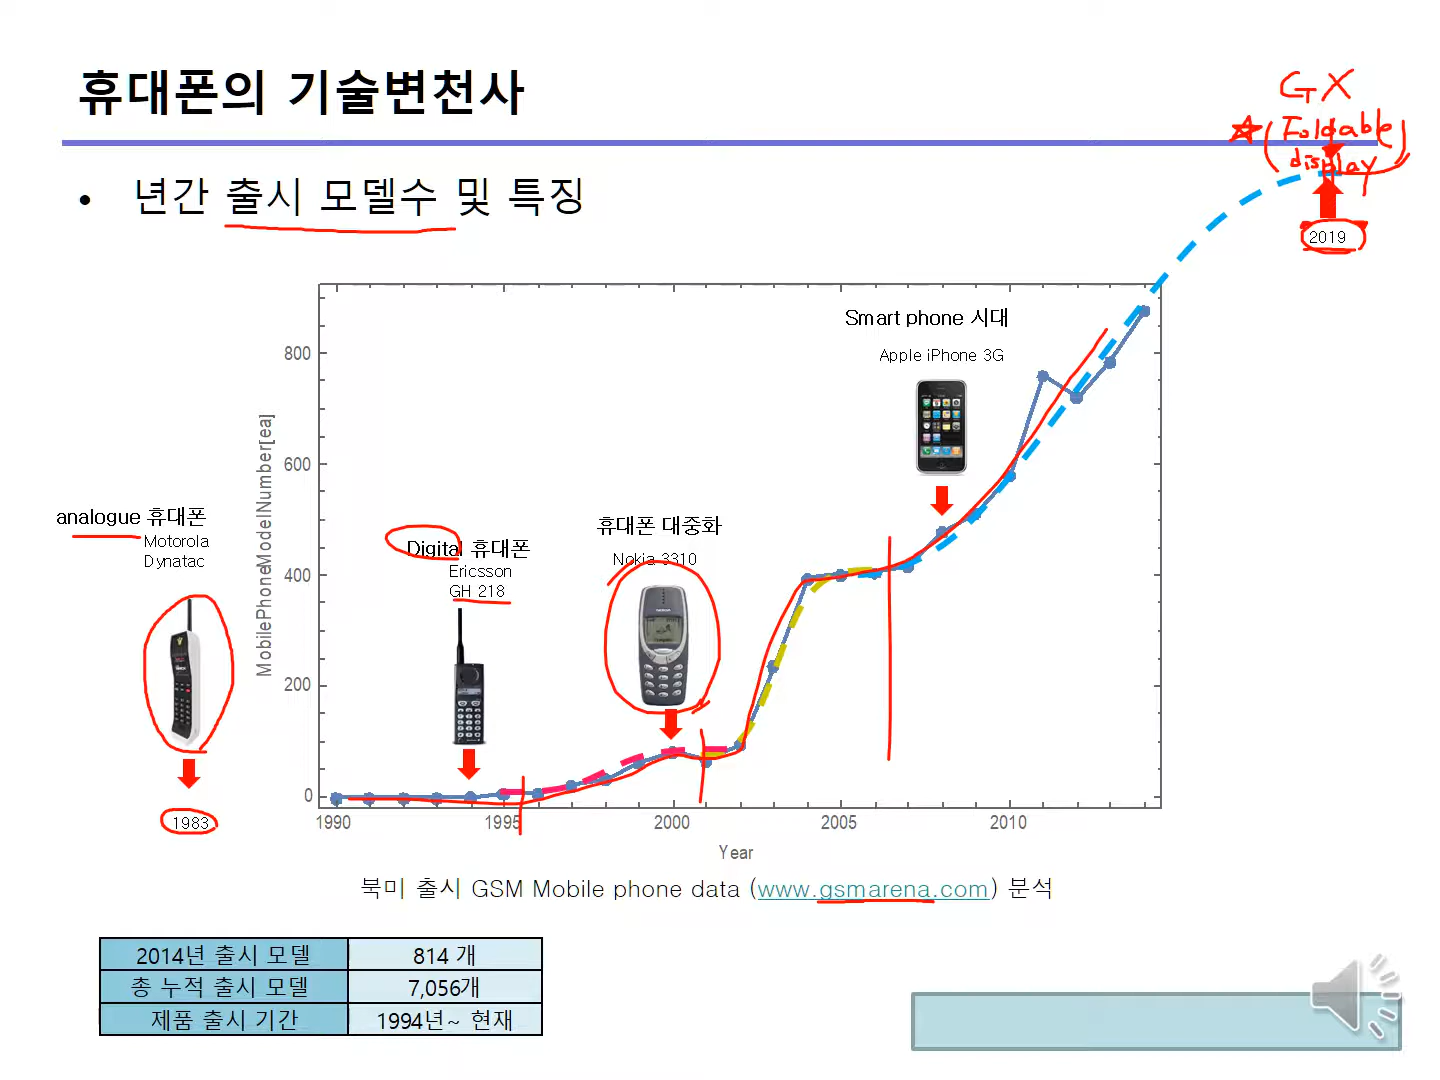 휴대폰의 기술변천사
GX
Foldable
display
• 년간 출시 모델수 및 특징
2019
Smart phone 시대
Apple iPhone 3G
휴대폰 대중화
Nokia 3310
Digital 휴대폰
Ericsson
GH 218
analogue 휴대폰
Motorola
Dynatac
1983
MobilePhoneModelNumber[ea]
800
600
400
200
0
1990 1995 2000 2005 2010
Year
북미 출시 GSM Mobile phone data (www.gsmarena.com) 분석
2014년 출시 모델 814 개
총 누적 출시 모델 7,056개
제품 출시 기간 1994년~ 현재